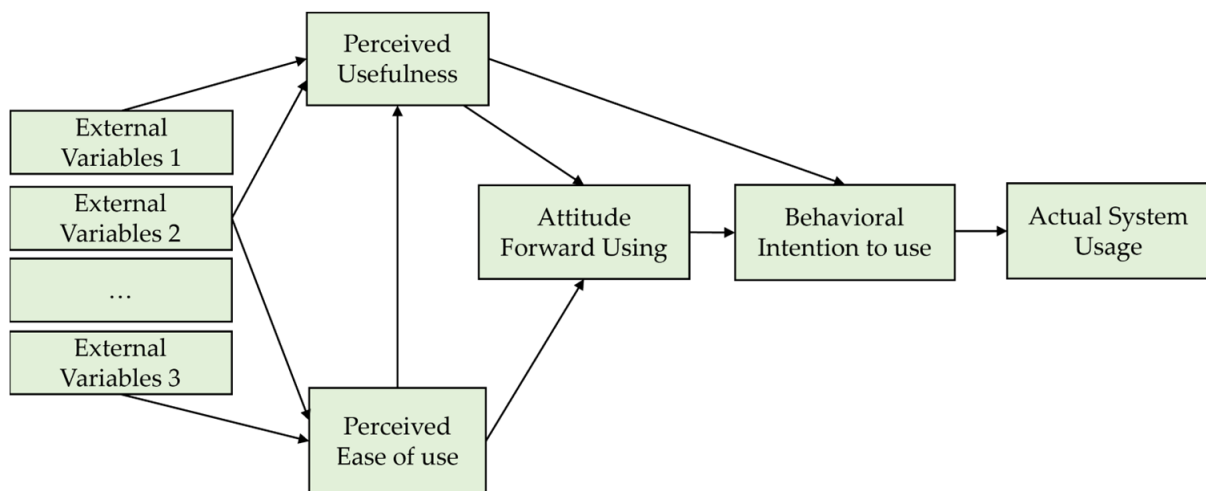 Perceived
Usefulness
External
Variables 1
External
Variables 2
...
External
Variables 3
Perceived
Ease of use
Attitude
Forward Using
Behavioral
Intention to use
Actual System
Usage